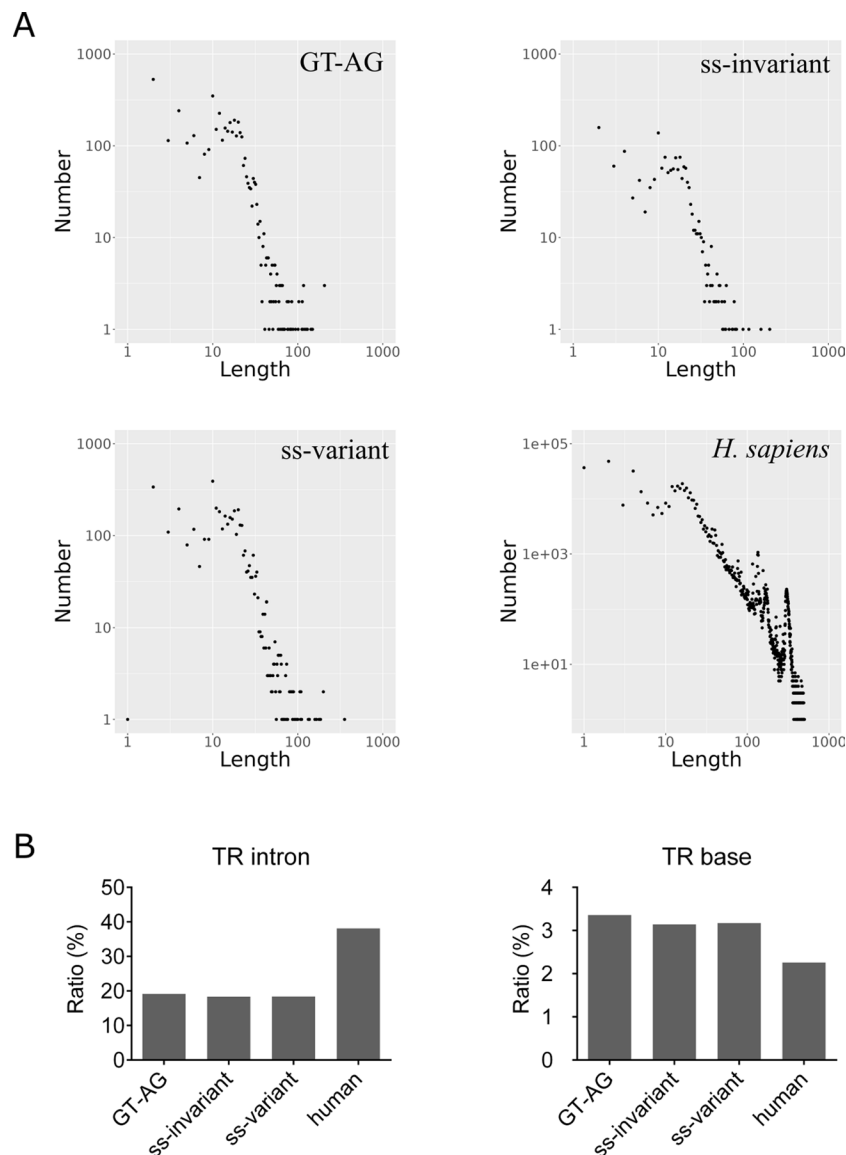 A
GT-AG
1000
100
10
1
Number
1
10
100
1000
Length
ss-invariant
1000
100
10
1
Number
1
10
100
1000
Length
ss-variant
1000
100
10
1
Number
1
10
100
1000
Length
H. sapiens
1e+05
1e+03
1e+01
Number
1
10
100
1000
Length
B
TR intron
50
40
30
20
10
0
Ratio (%)
GT-AG
ss-invariant
ss-variant
human
TR base
4
3
2
1
0
Ratio (%)
GT-AG
ss-invariant
ss-variant
human